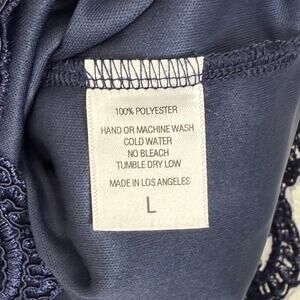 100% POLYESTER
HAND OR MACHINE WASH
COLD WATER
NO BLEACH
TUMBLE DRY LOW
MADE IN LOS ANGELES
L